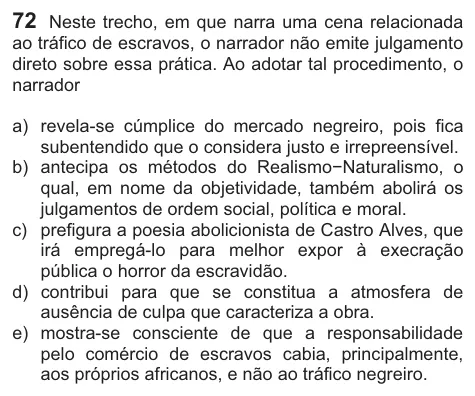 72 Neste trecho, em que narra uma cena relacionada
ao tráfico de escravos, o narrador não emite julgamento
direto sobre essa prática. Ao adotar tal procedimento, o
narrador
a) revela-se cúmplice do mercado negreiro, pois fica
subentendido que o considera justo e irrepreensível.
b) antecipa os métodos do Realismo−Naturalismo, o
qual, em nome da objetividade, também abolirá os
julgamentos de ordem social, política e moral.
c) prefigura a poesia abolicionista de Castro Alves, que
irá empregá-lo para melhor expor à execração
pública o horror da escravidão.
d) contribui para que se constitua a atmosfera de
ausência de culpa que caracteriza a obra.
e) mostra-se consciente de que a responsabilidade
pelo comércio de escravos cabia, principalmente,
aos próprios africanos, e não ao tráfico negreiro.